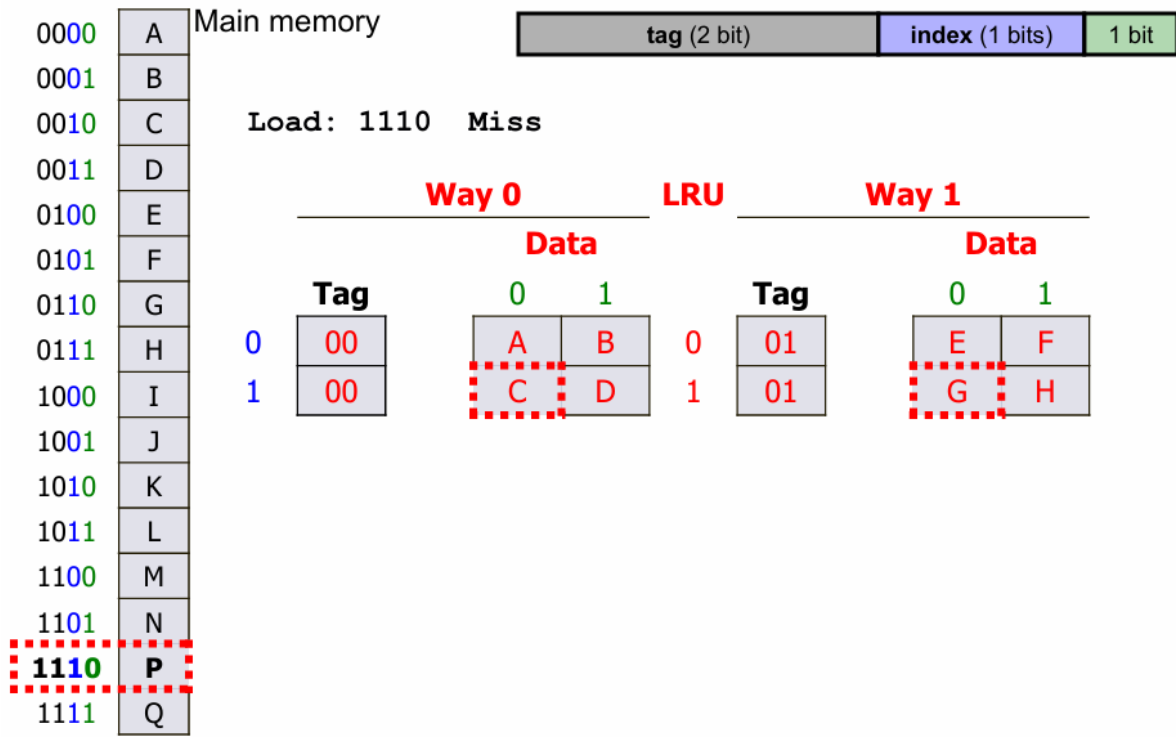 Main memory
tag (2 bit) index (1 bits) 1 bit
0000 A
0001 B
0010 C
0011 D
0100 E
0101 F
0110 G
0111 H
1000 I
1001 J
1010 K
1011 L
1100 M
1101 N
1110 P
1111 Q
Load: 1110 Miss
Way 0 LRU Way 1
Data Data
Tag 0 1 Tag 0 1
0 00 A B 0 01 E F
1 00 C D 1 01 G H